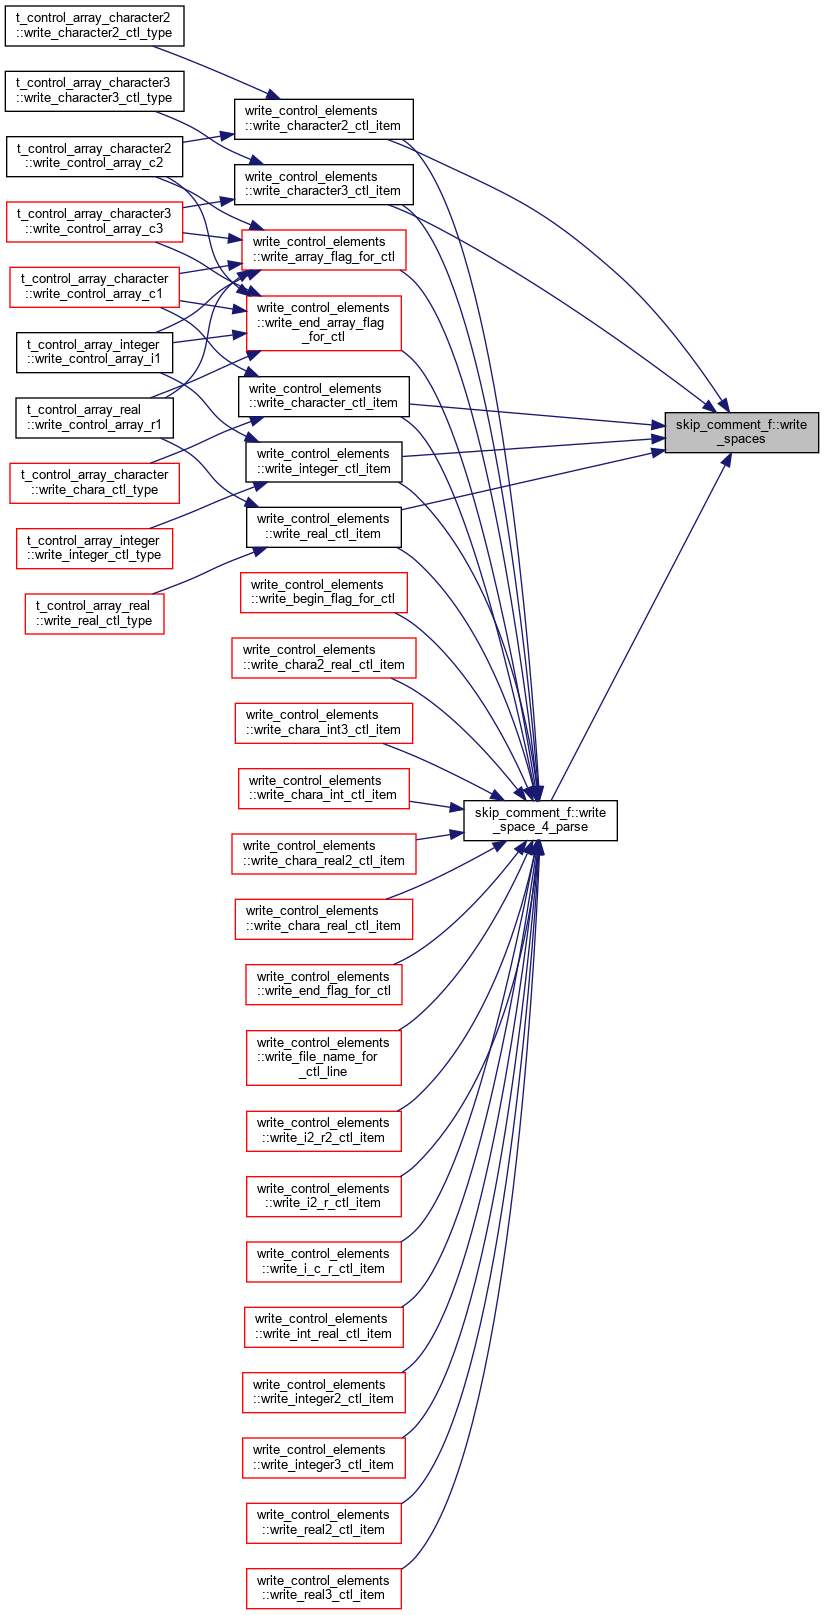 t_control_array_character2
::write_character2_ctl_type
t_control_array_character3
::write_character3_ctl_type
t_control_array_character2
::write_control_array_c2
t_control_array_character3
::write_control_array_c3
t_control_array_character
::write_control_array_c1
t_control_array_integer
::write_control_array_i1
t_control_array_real
::write_control_array_r1
t_control_array_character
::write_chara_ctl_type
t_control_array_integer
::write_integer_ctl_type
t_control_array_real
::write_real_ctl_type
write_control_elements
::write_character2_ctl_item
write_control_elements
::write_character3_ctl_item
write_control_elements
::write_array_flag_for_ctl
write_control_elements
::write_end_array_flag
_for_ctl
write_control_elements
::write_character_ctl_item
write_control_elements
::write_integer_ctl_item
write_control_elements
::write_real_ctl_item
write_control_elements
::write_begin_flag_for_ctl
write_control_elements
::write_chara2_real_ctl_item
write_control_elements
::write_chara_int3_ctl_item
write_control_elements
::write_chara_int_ctl_item
write_control_elements
::write_chara_real2_ctl_item
write_control_elements
::write_chara_real_ctl_item
write_control_elements
::write_end_flag_for_ctl
write_control_elements
::write_file_name_for
_ctl_line
write_control_elements
::write_i2_r2_ctl_item
write_control_elements
::write_i2_r_ctl_item
write_control_elements
::write_i_c_r_ctl_item
write_control_elements
::write_int_real_ctl_item
write_control_elements
::write_integer2_ctl_item
write_control_elements
::write_integer3_ctl_item
write_control_elements
::write_real2_ctl_item
write_control_elements
::write_real3_ctl_item
skip_comment_f::write
_space_4_parse
skip_comment_f::write
_spaces